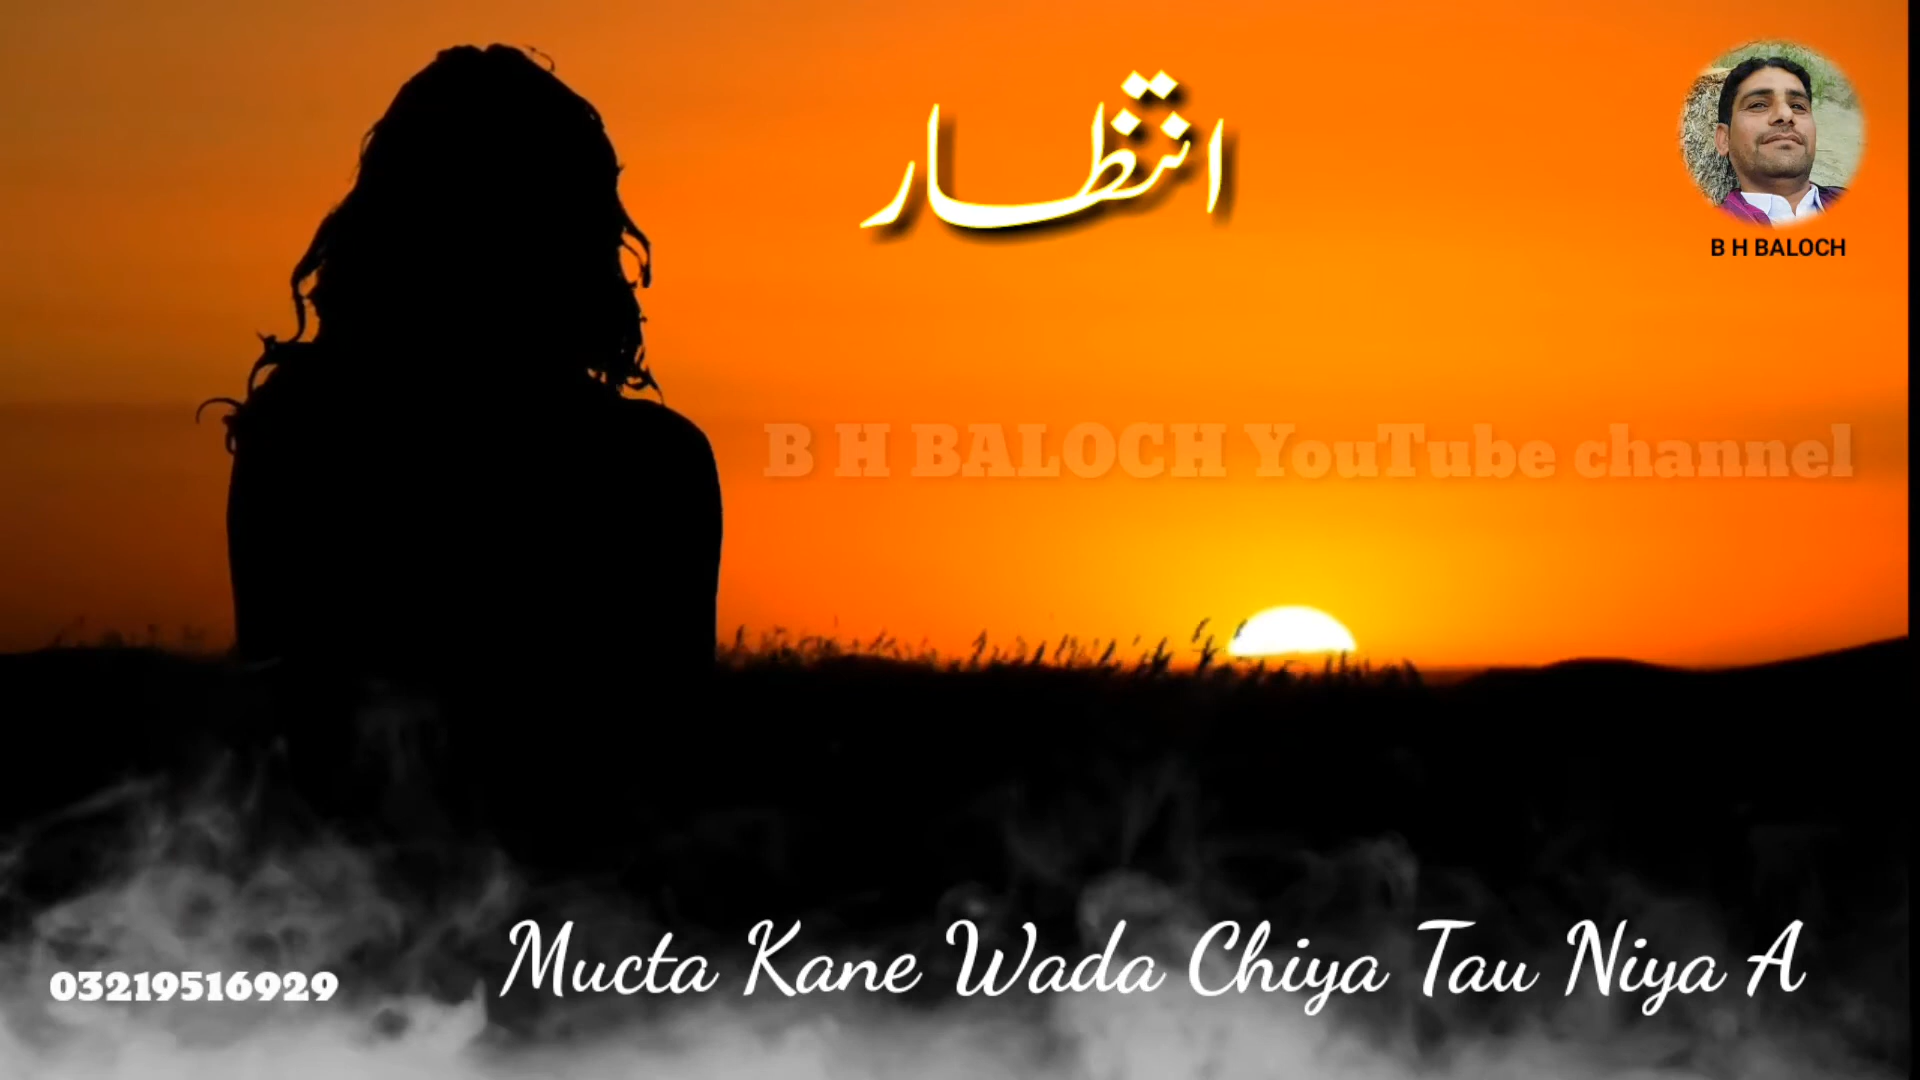 انتظار
B H BALOCH
B H BALOCH YouTube channel
Mucta Kane Wada Chiya Tau Niya A
03219516929